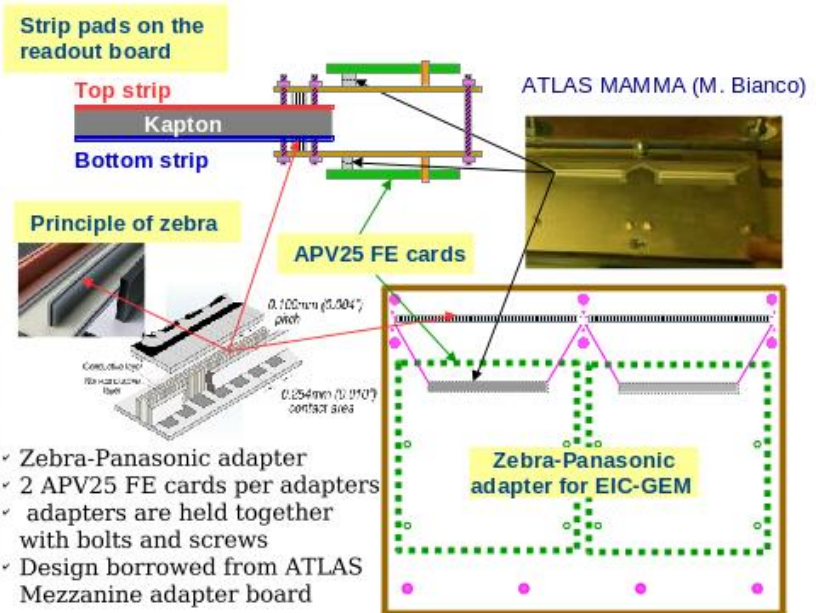 Strip pads on the
readout board
Top strip
Kapton
Bottom strip
ATLAS MAMMA (M. Bianco)
Principle of zebra
APV25 FE cards
0.100mm (0.004")
pitch
Conductive layer
layer
0.254mm (0.010")
contact area
✓ Zebra-Panasonic adapter
✓ 2 APV25 FE cards per adapters
✓ adapters are held together
with bolts and screws
✓ Design borrowed from ATLAS
Mezzanine adapter board
Zebra-Panasonic
adapter for EIC-GEM